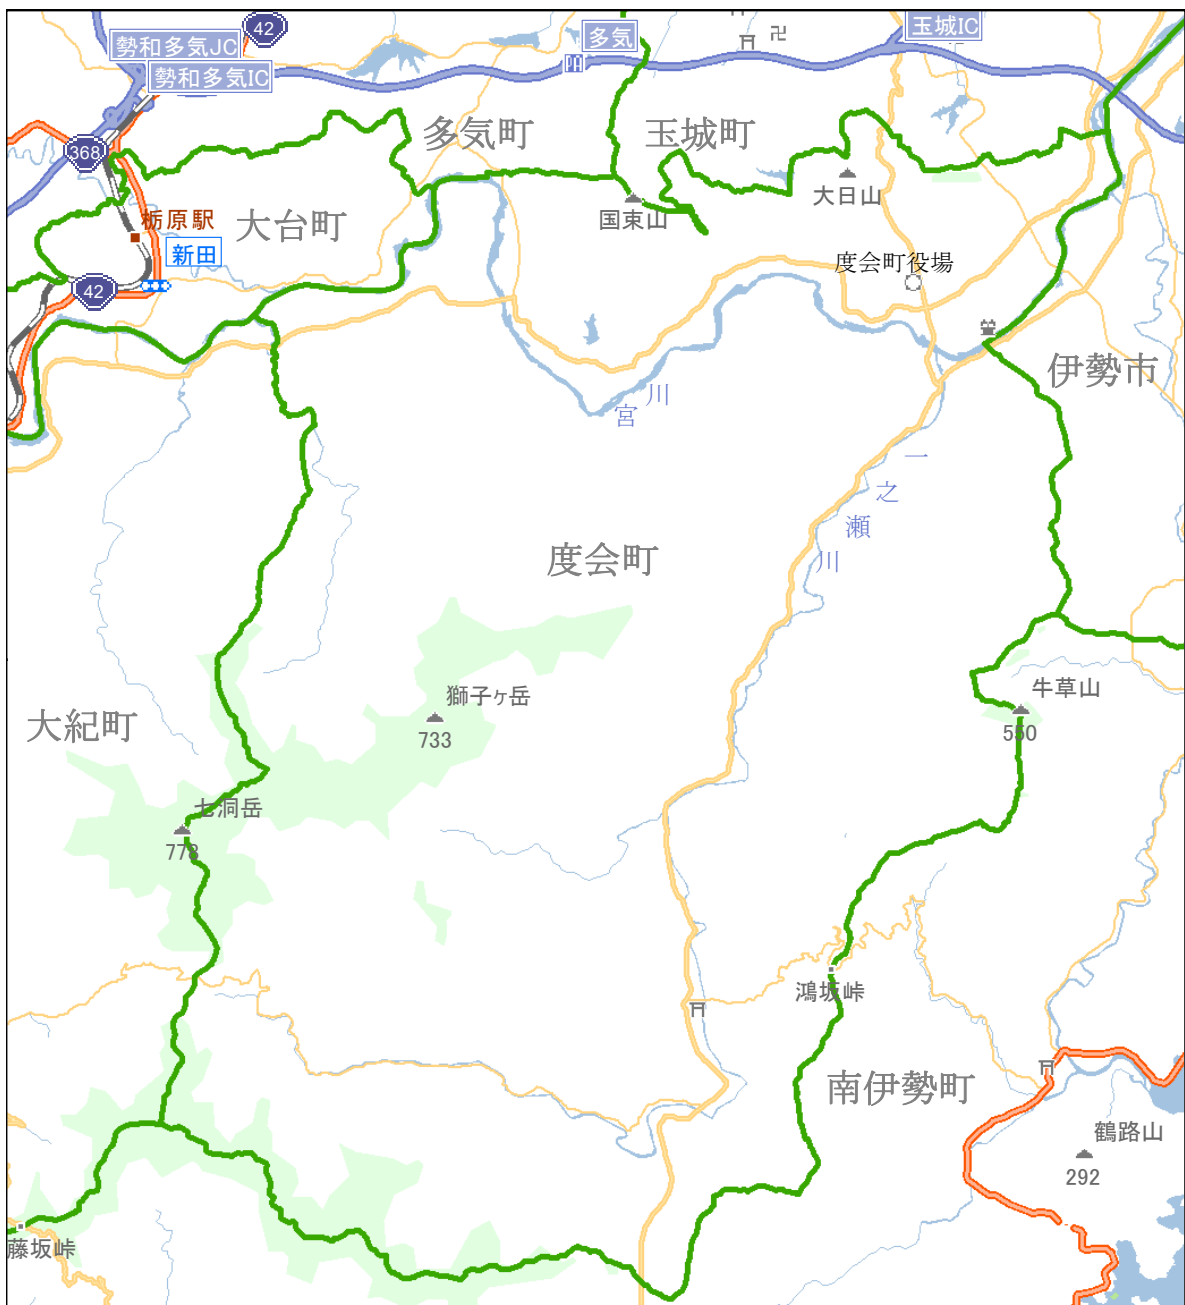 42
玉城IC
多気
勢和多気JC
勢和多気IC
多気町
玉城町
368
大日山
国束山
栃原駅
大台町
新田
度会町役場
42
伊勢市
宮川
一之瀬川
度会町
獅子ヶ岳
733
牛草山
550
大紀町
七洞岳
778
鴻坂峠
南伊勢町
鶴路山
292
藤坂峠